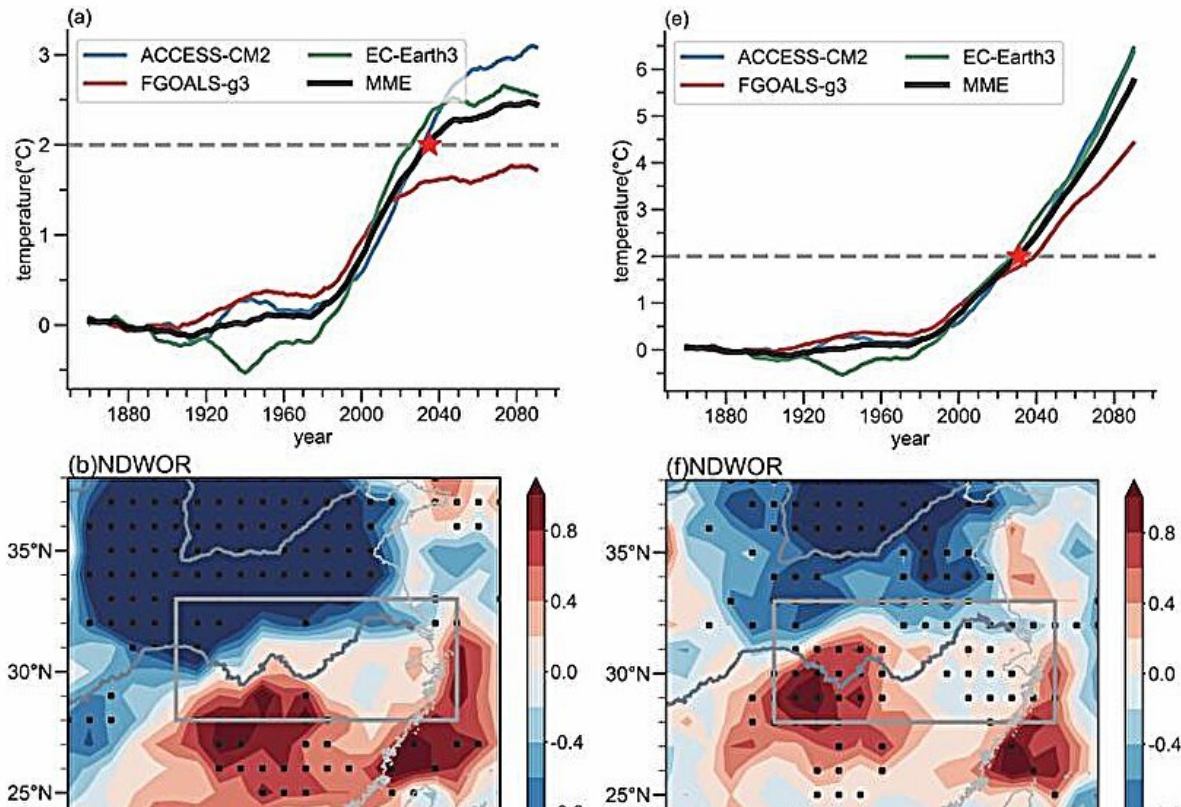 (a)
ACCESS-CM2
EC-Earth3
FGOALS-g3
MME
temperature(°C)
3
2
1
0
1880
1920
1960
2000
2040
2080
year
(e)
ACCESS-CM2
EC-Earth3
FGOALS-g3
MME
temperature(°C)
6
5
4
3
2
1
0
1880
1920
1960
2000
2040
2080
year
(b)NDWOR
35°N
30°N
25°N
0.8
0.4
0.0
-0.4
(f)NDWOR
35°N
30°N
25°N
0.8
0.4
0.0
-0.4